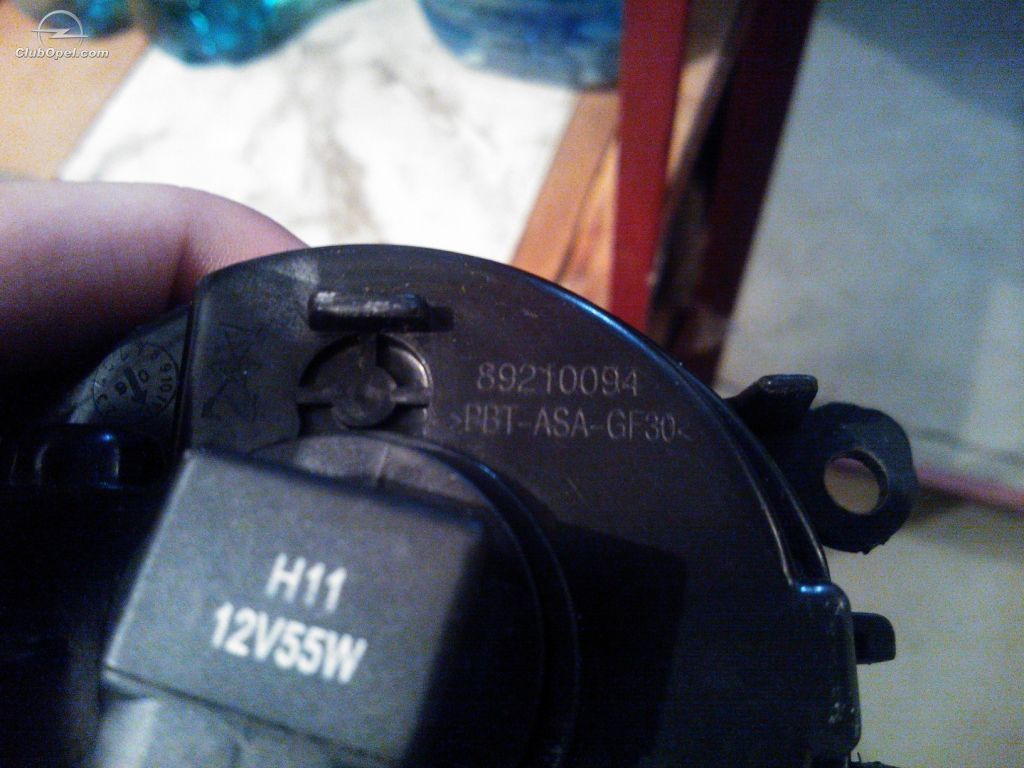 ClubOpel.com
89210094
>PBT-ASA-GF30<
H11
12V55W